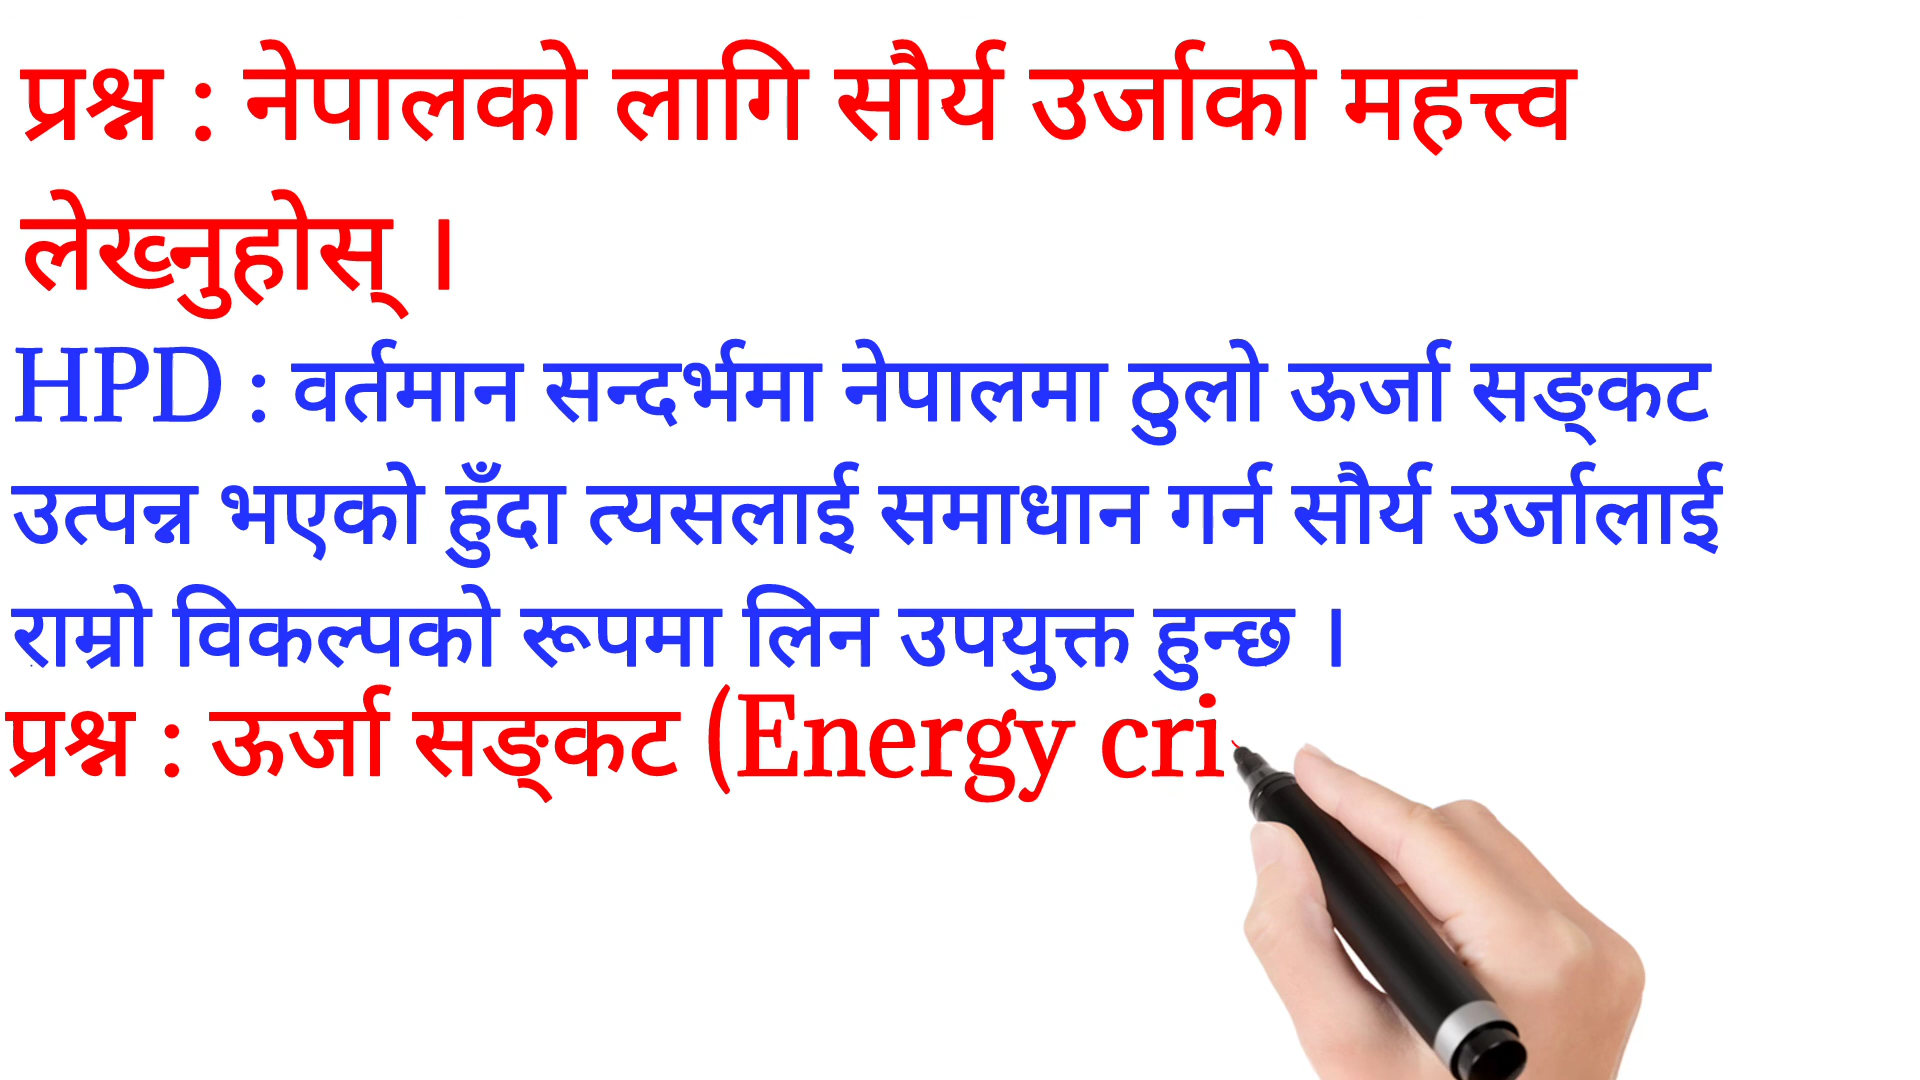 प्रश्न : नेपालको लागि सौर्य उर्जाको महत्त्व
लेख्नुहोस् ।
HPD : वर्तमान सन्दर्भमा नेपालमा ठुलो ऊर्जा सङ्कट
उत्पन्न भएको हुँदा त्यसलाई समाधान गर्न सौर्य उर्जालाई
राम्रो विकल्पको रूपमा लिन उपयुक्त हुन्छ ।
प्रश्न : ऊर्जा सङ्कट (Energy cri